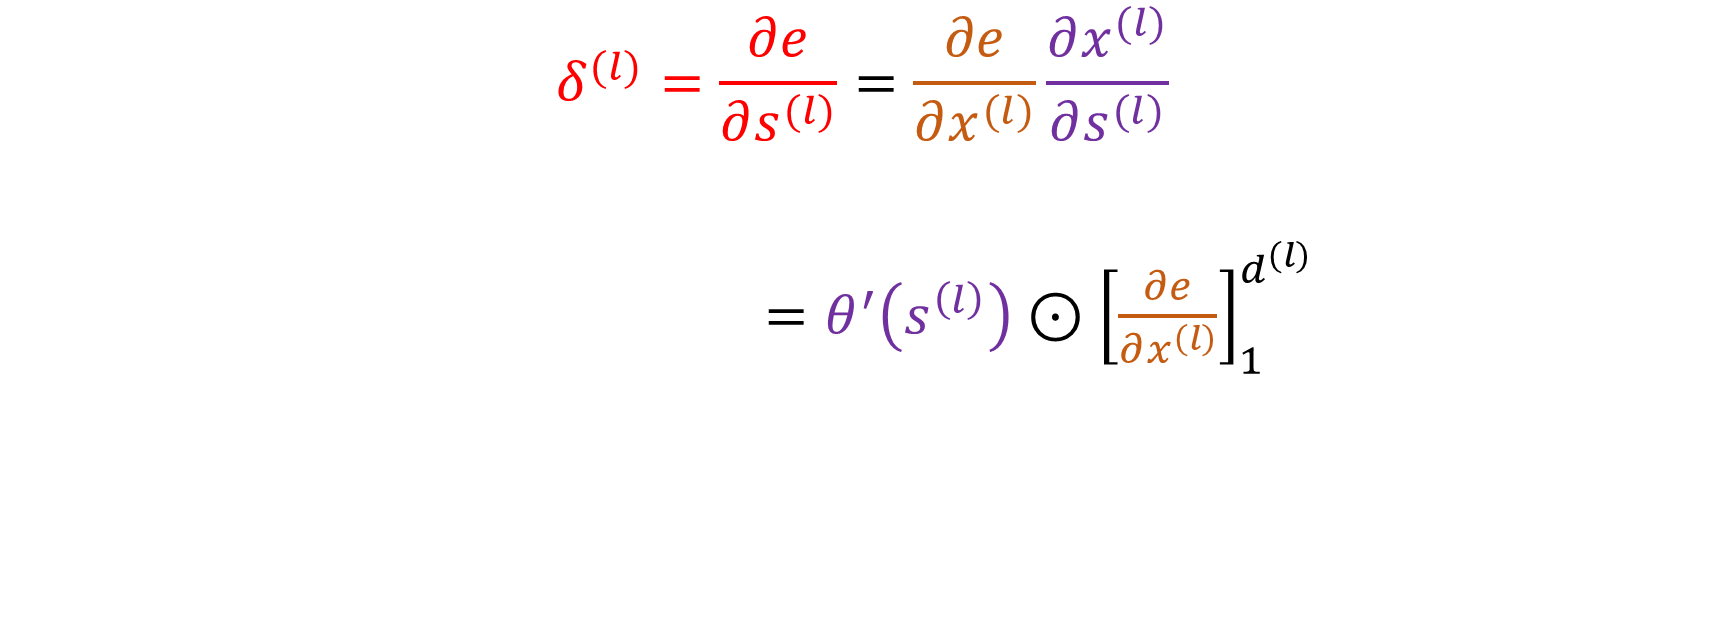 δ^(l) = ∂e/∂s^(l) = ∂e/∂x^(l) ∂x^(l)/∂s^(l)
= θ′(s^(l)) ⊙ [∂e/∂x^(l)]_1^d^(l)